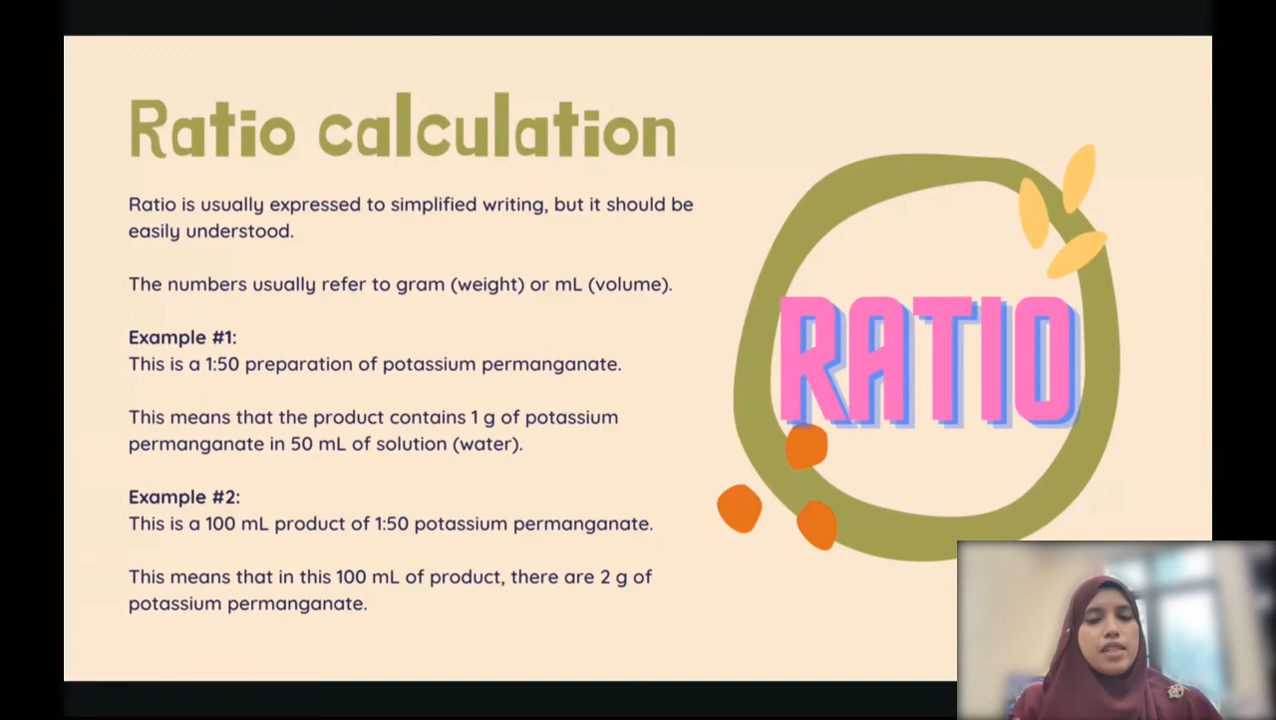 Ratio calculation
Ratio is usually expressed to simplified writing, but it should be
easily understood.
The numbers usually refer to gram (weight) or mL (volume).
Example #1:
This is a 1:50 preparation of potassium permanganate.
This means that the product contains 1 g of potassium
permanganate in 50 mL of solution (water).
Example #2:
This is a 100 mL product of 1:50 potassium permanganate.
This means that in this 100 mL of product, there are 2 g of
potassium permanganate.
RATIO